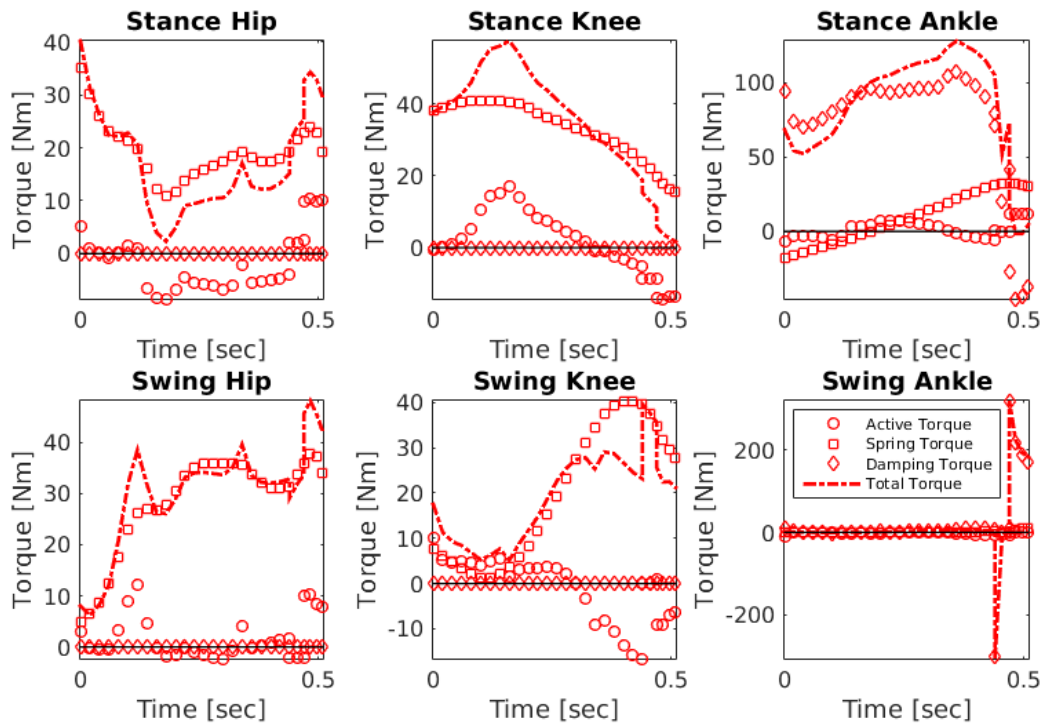 Stance Hip
40
30
20
10
0
Torque [Nm]
0
0.5
Time [sec]
Stance Knee
40
20
0
Torque [Nm]
0
0.5
Time [sec]
Stance Ankle
100
50
0
Torque [Nm]
0
0.5
Time [sec]
Swing Hip
40
30
20
10
0
Torque [Nm]
0
0.5
Time [sec]
Swing Knee
40
30
20
10
0
-10
Torque [Nm]
0
0.5
Time [sec]
Swing Ankle
200
0
-200
Torque [Nm]
Active Torque
Spring Torque
Damping Torque
Total Torque
0
0.5
Time [sec]